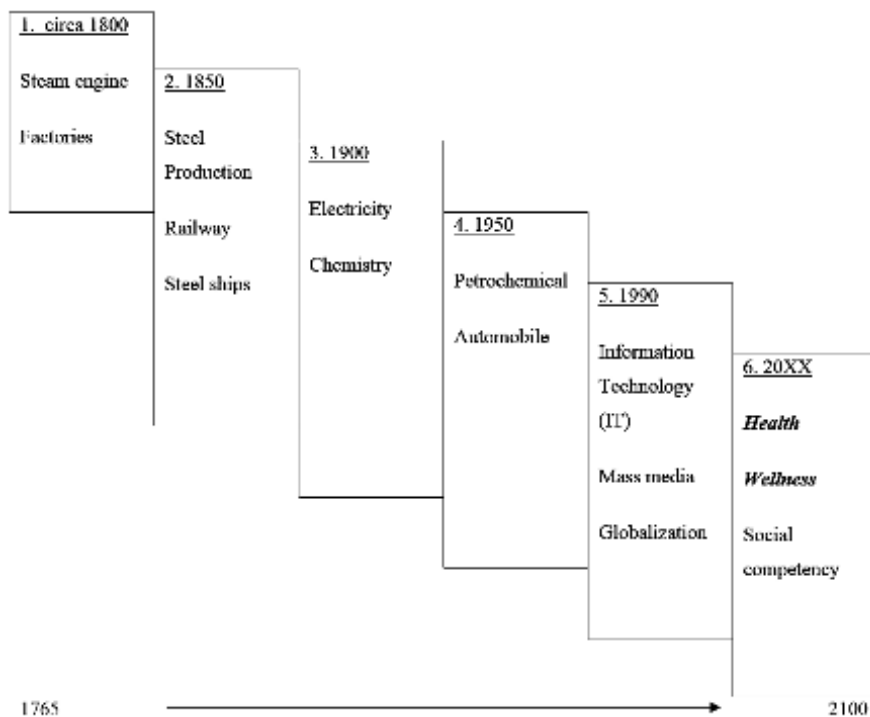 1. circa 1800
Steam engine
Factories
2. 1850
Steel
Production
Railway
Steel ships
3. 1900
Electricity
Chemistry
4. 1950
Petrochemical
Automobile
5. 1990
Information
Technology
(IT)
Mass media
Globalization
6. 20XX
Health
Wellness
Social
competency
1765
2100